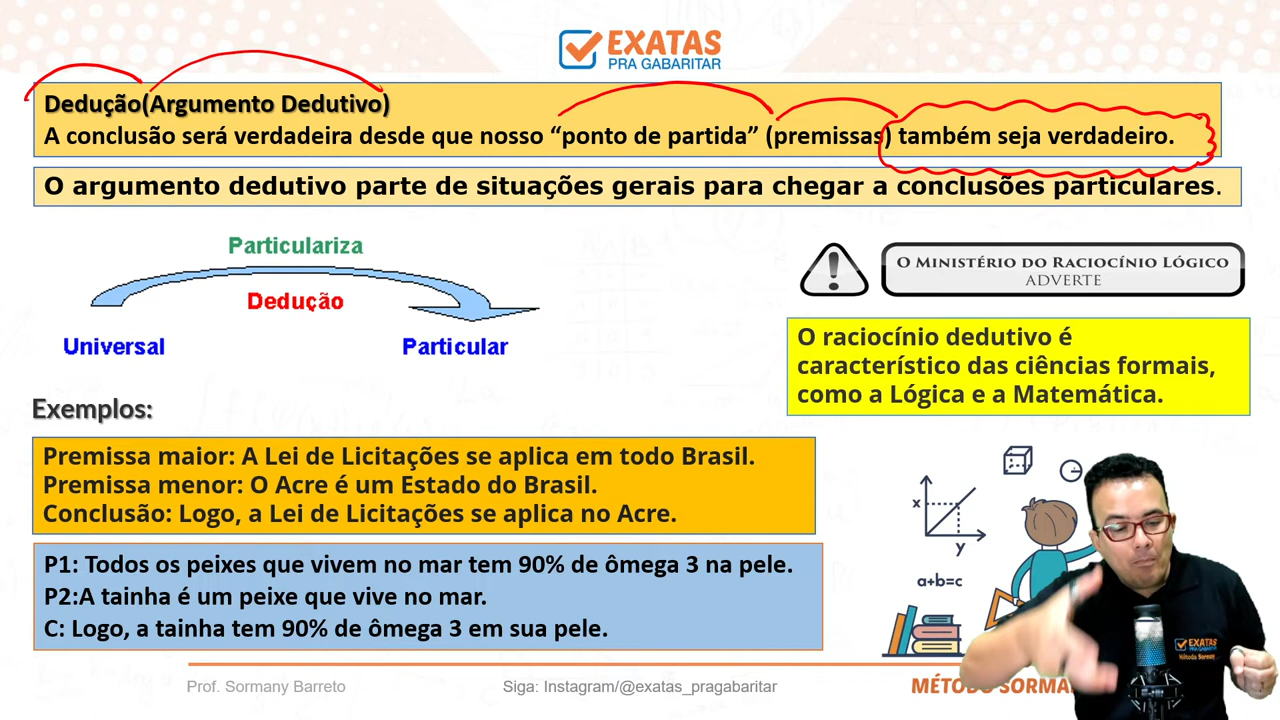 EXATAS
PRA GABARITAR
Dedução(Argumento Dedutivo)
A conclusão será verdadeira desde que nosso “ponto de partida” (premissas) também seja verdadeiro.
O argumento dedutivo parte de situações gerais para chegar a conclusões particulares.
Particulariza
Dedução
Universal
Particular
O MINISTÉRIO DO RACIOCÍNIO LÓGICO
ADVERTE
O raciocínio dedutivo é
característico das ciências formais,
como a Lógica e a Matemática.
Exemplos:
Premissa maior: A Lei de Licitações se aplica em todo Brasil.
Premissa menor: O Acre é um Estado do Brasil.
Conclusão: Logo, a Lei de Licitações se aplica no Acre.
P1: Todos os peixes que vivem no mar tem 90% de ômega 3 na pele.
P2:A tainha é um peixe que vive no mar.
C: Logo, a tainha tem 90% de ômega 3 em sua pele.
x
y
a+b=c
EXATAS
PRA GABARITAR
Prof. Sormany Barreto
Siga: Instagram/@exatas_pragabaritar
MÉTODO SORMA